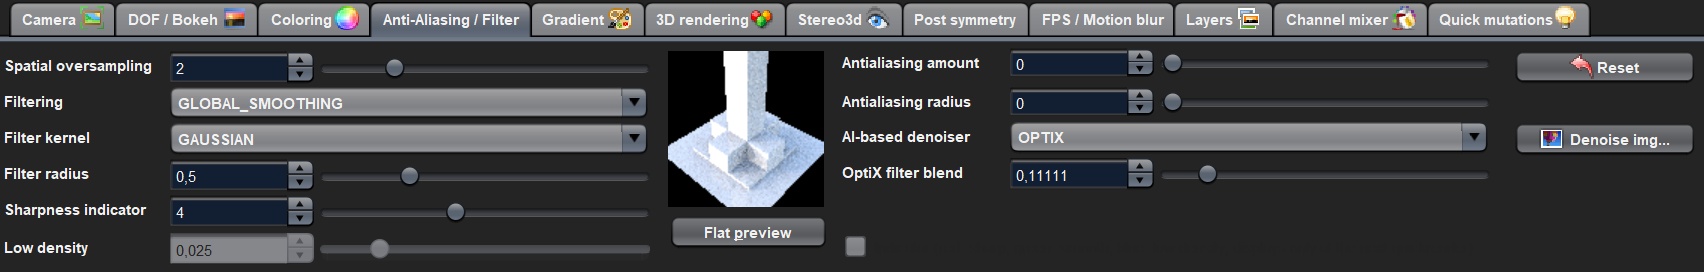 Camera DOF / Bokeh Coloring Anti-Aliasing / Filter Gradient 3D rendering Stereo3d Post symmetry FPS / Motion blur Layers Channel mixer Quick mutations
Spatial oversampling 2
Filtering GLOBAL_SMOOTHING
Filter kernel GAUSSIAN
Filter radius 0,5
Sharpness indicator 4
Low density 0,025
Flat preview
Antialiasing amount 0
Antialiasing radius 0
AI-based denoiser OPTIX
OptiX filter blend 0,11111
Reset
Denoise img...